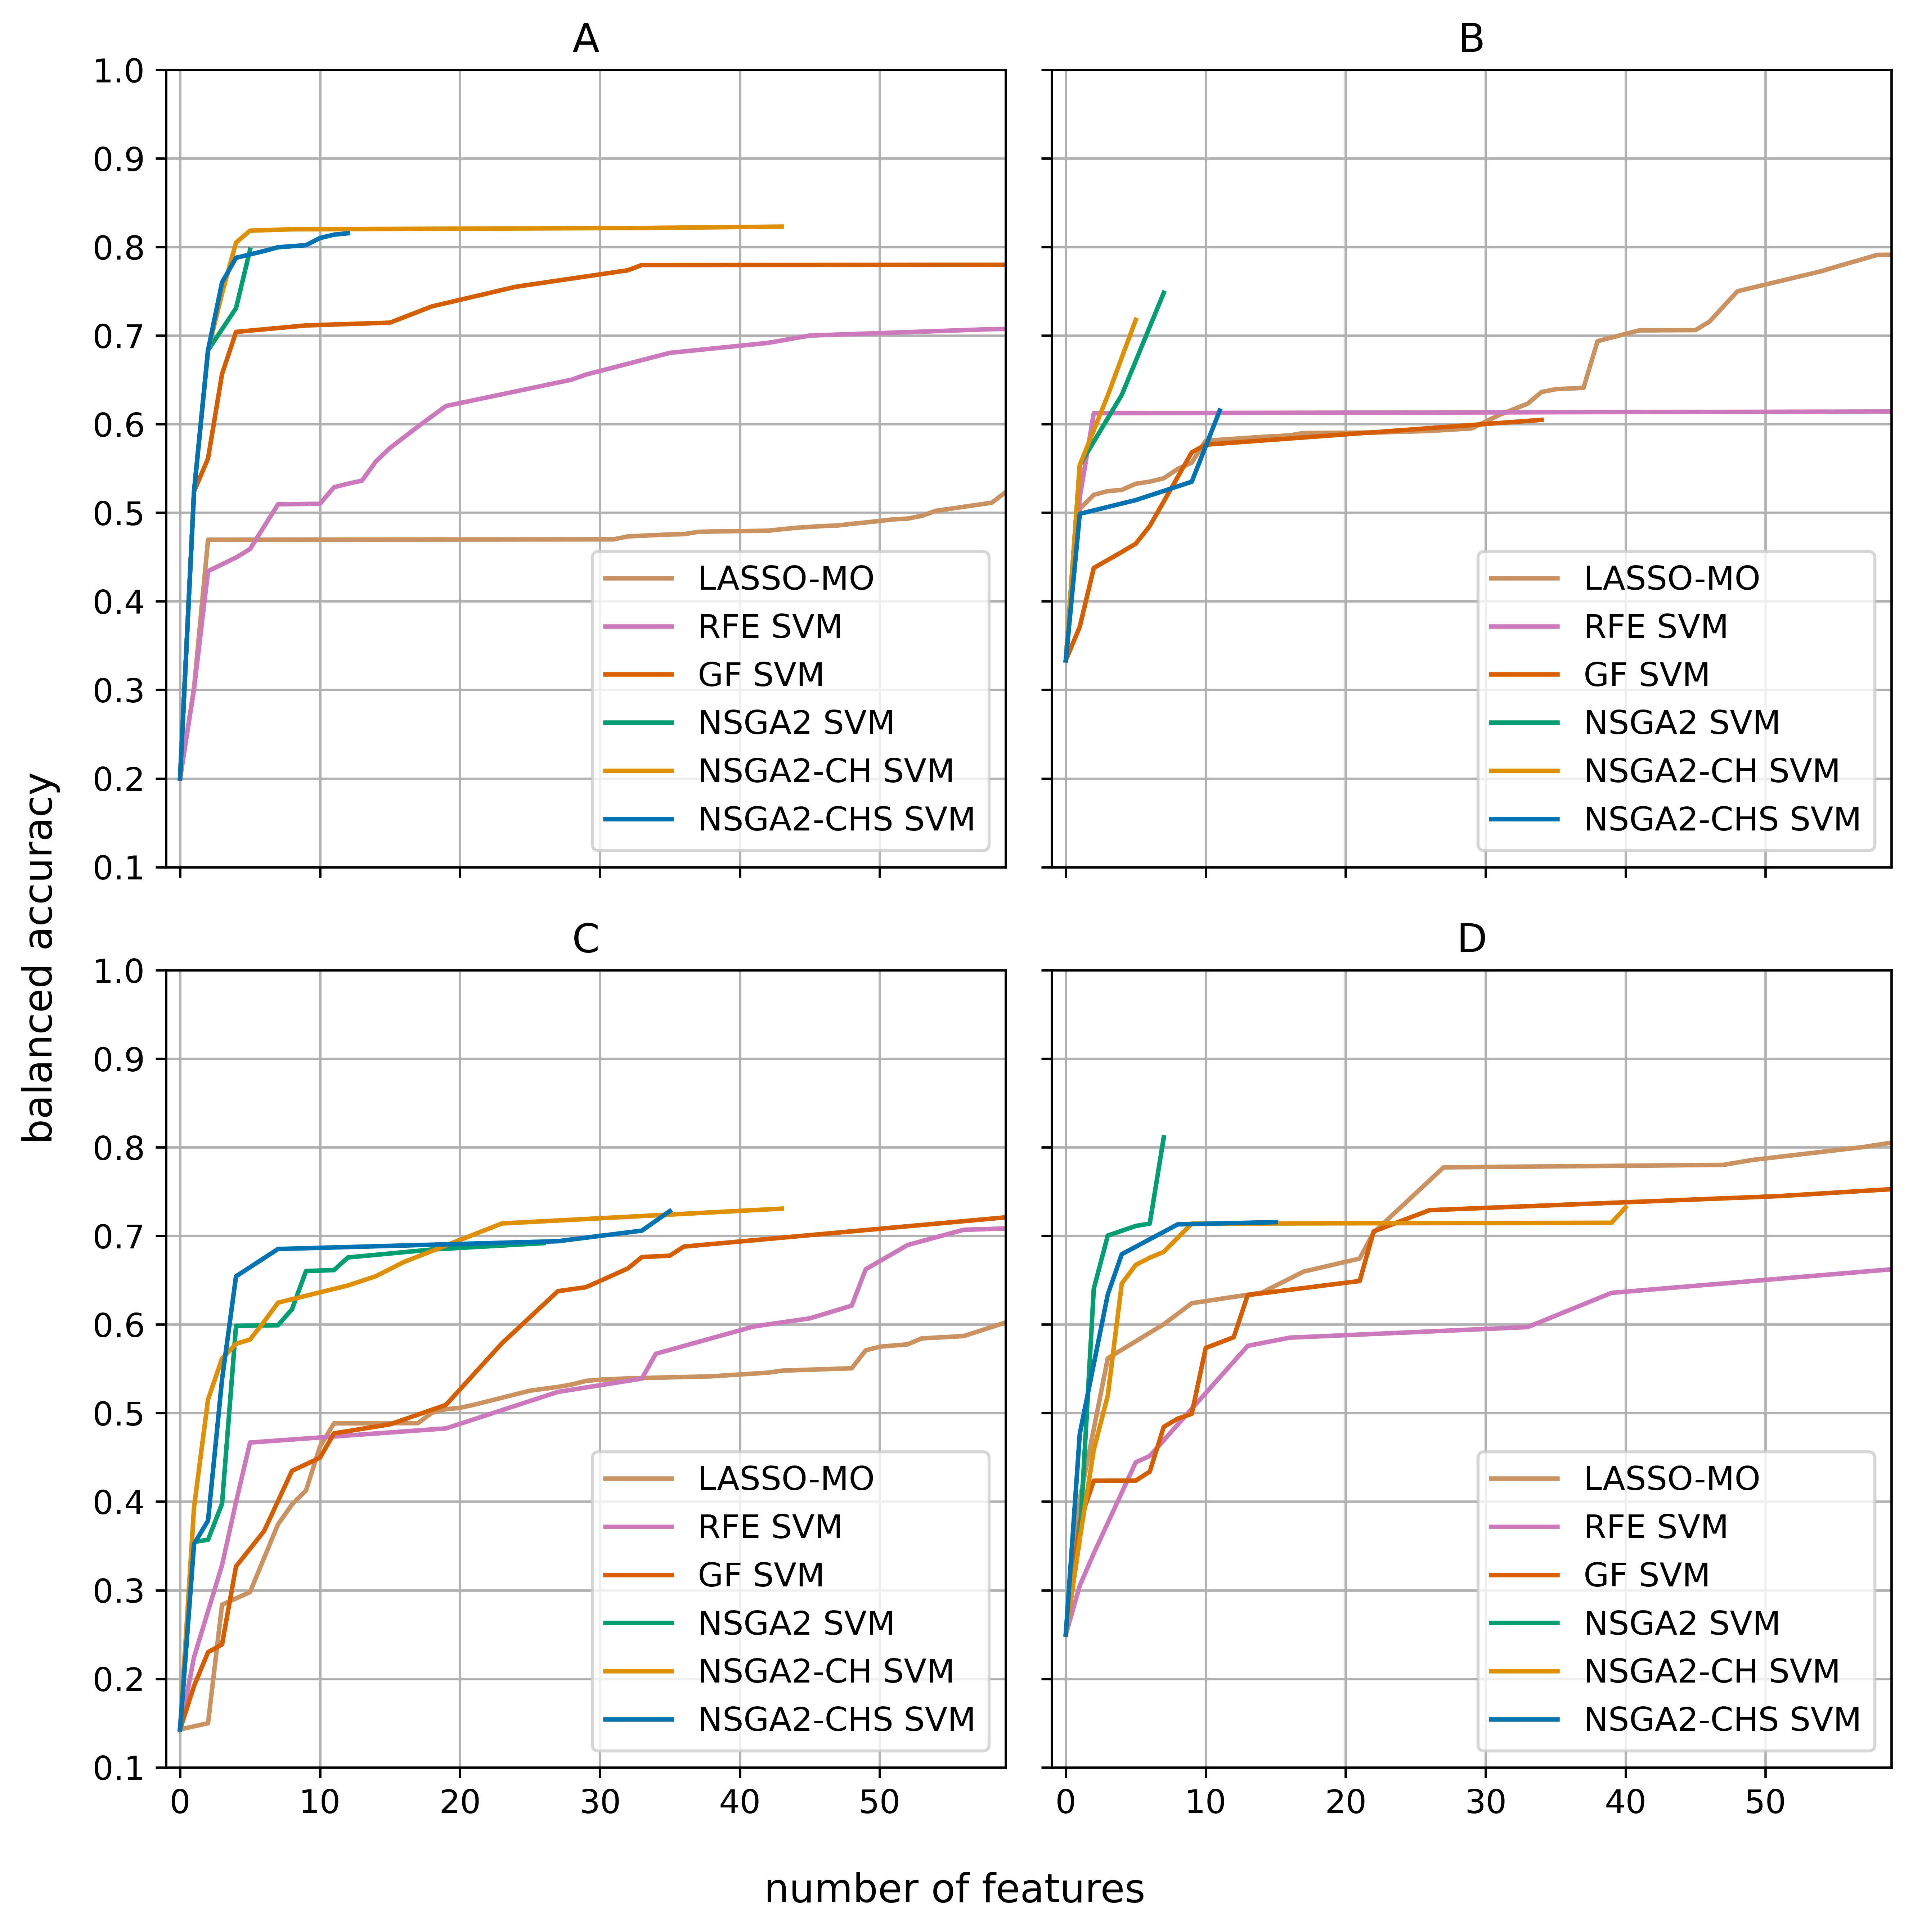 A
B
1.0
0.9
0.8
0.7
0.6
0.5
0.4
0.3
0.2
0.1
LASSO-MO
RFE SVM
GF SVM
NSGA2 SVM
NSGA2-CH SVM
NSGA2-CHS SVM
LASSO-MO
RFE SVM
GF SVM
NSGA2 SVM
NSGA2-CH SVM
NSGA2-CHS SVM
balanced accuracy
C
D
1.0
0.9
0.8
0.7
0.6
0.5
0.4
0.3
0.2
0.1
LASSO-MO
RFE SVM
GF SVM
NSGA2 SVM
NSGA2-CH SVM
NSGA2-CHS SVM
LASSO-MO
RFE SVM
GF SVM
NSGA2 SVM
NSGA2-CH SVM
NSGA2-CHS SVM
0 10 20 30 40 50
0 10 20 30 40 50
number of features